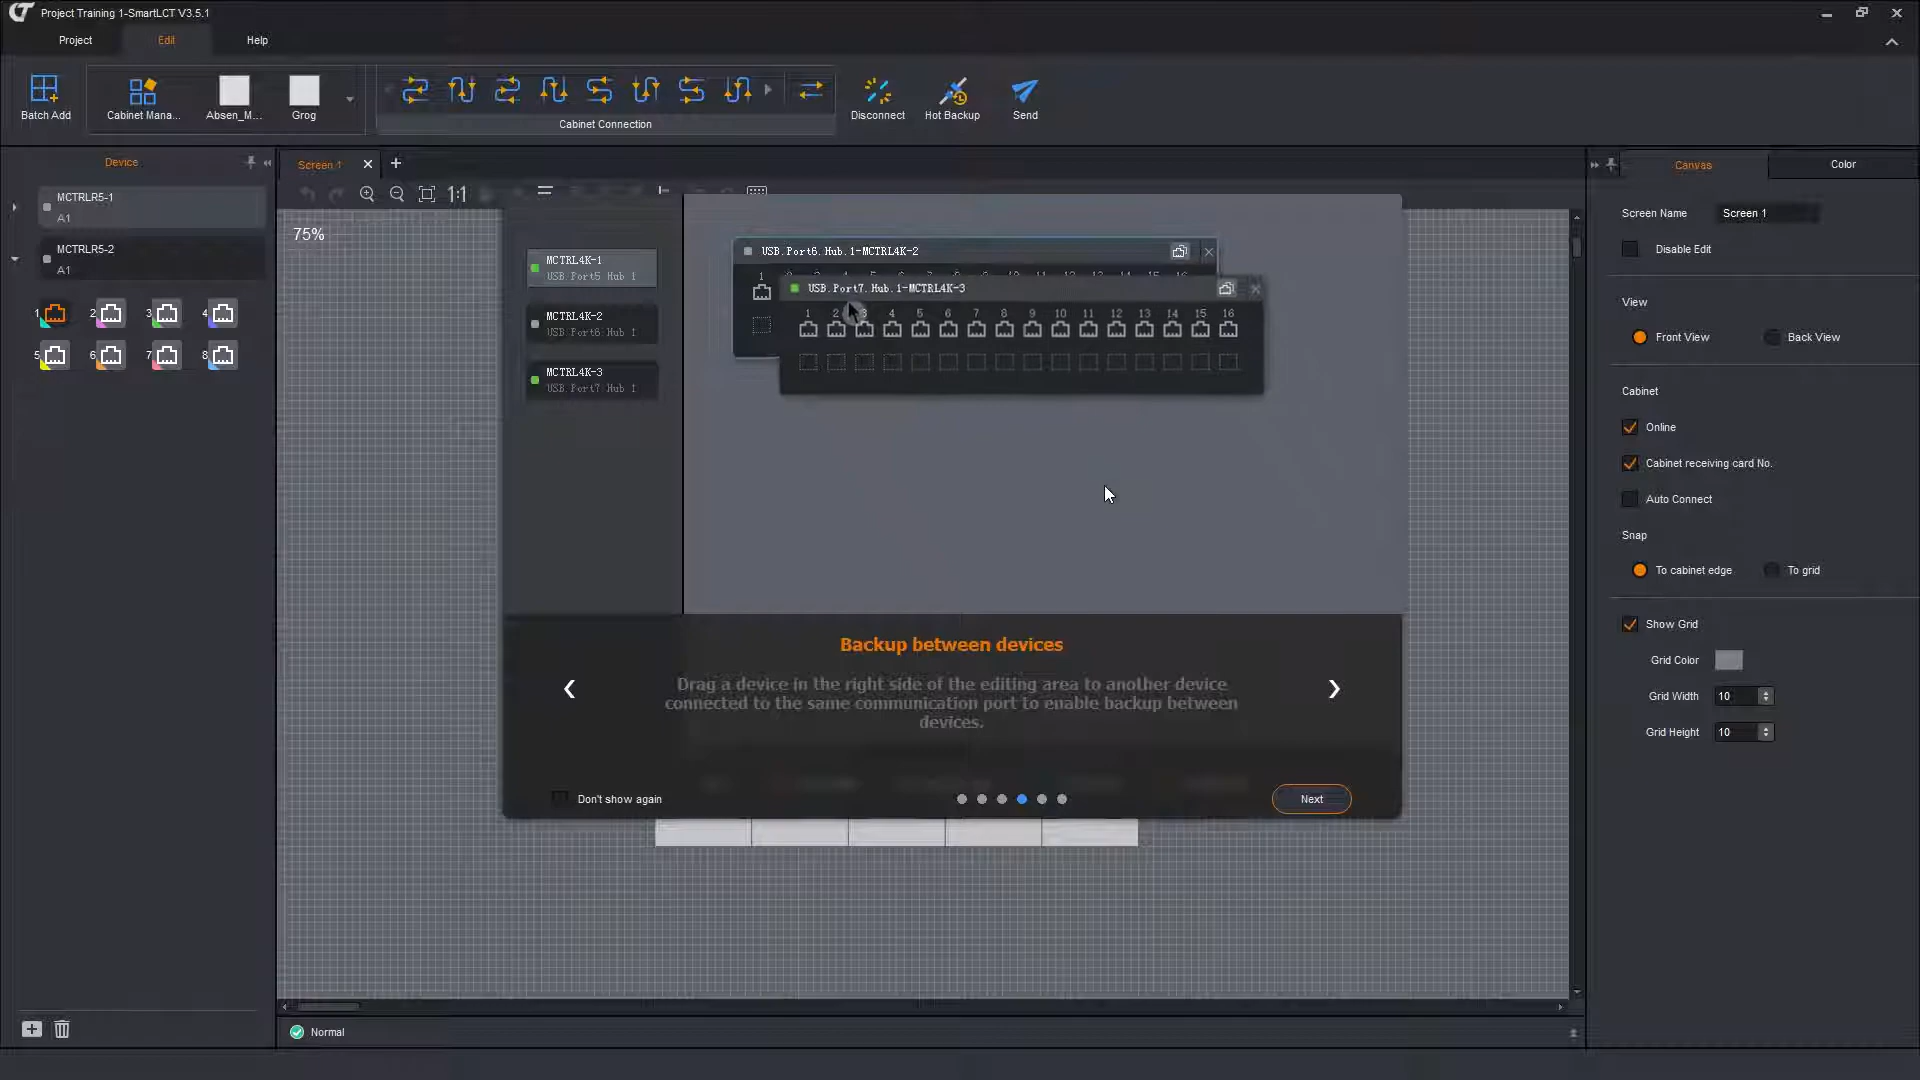 Project Training 1-SmartLCT V3.5.1
Project Edit Help
Batch Add
Cabinet Mana...
Absen_M...
Grog
Cabinet Connection
Disconnect
Hot Backup
Send
Device
MCTRLR5-1
A1
MCTRLR5-2
A1
1 2 3 4
5 6 7 8
Screen 1
1:1
75%
MCTRL4K-1
USB Port5 Hub 1
MCTRL4K-2
USB Port6 Hub 1
MCTRL4K-3
USB Port7 Hub 1
USB.Port6.Hub.1-MCTRL4K-2
1
USB.Port7.Hub.1-MCTRL4K-3
1 2 3 4 5 6 7 8 9 10 11 12 13 14 15 16
Backup between devices
Drag a device in the right side of the editing area to another device
connected to the same communication port to enable backup between
devices.
Don't show again
Next
Normal
Canvas
Color
Screen Name Screen 1
Disable Edit
View
Front View Back View
Cabinet
Online
Cabinet receiving card No.
Auto Connect
Snap
To cabinet edge To grid
Show Grid
Grid Color
Grid Width 10
Grid Height 10